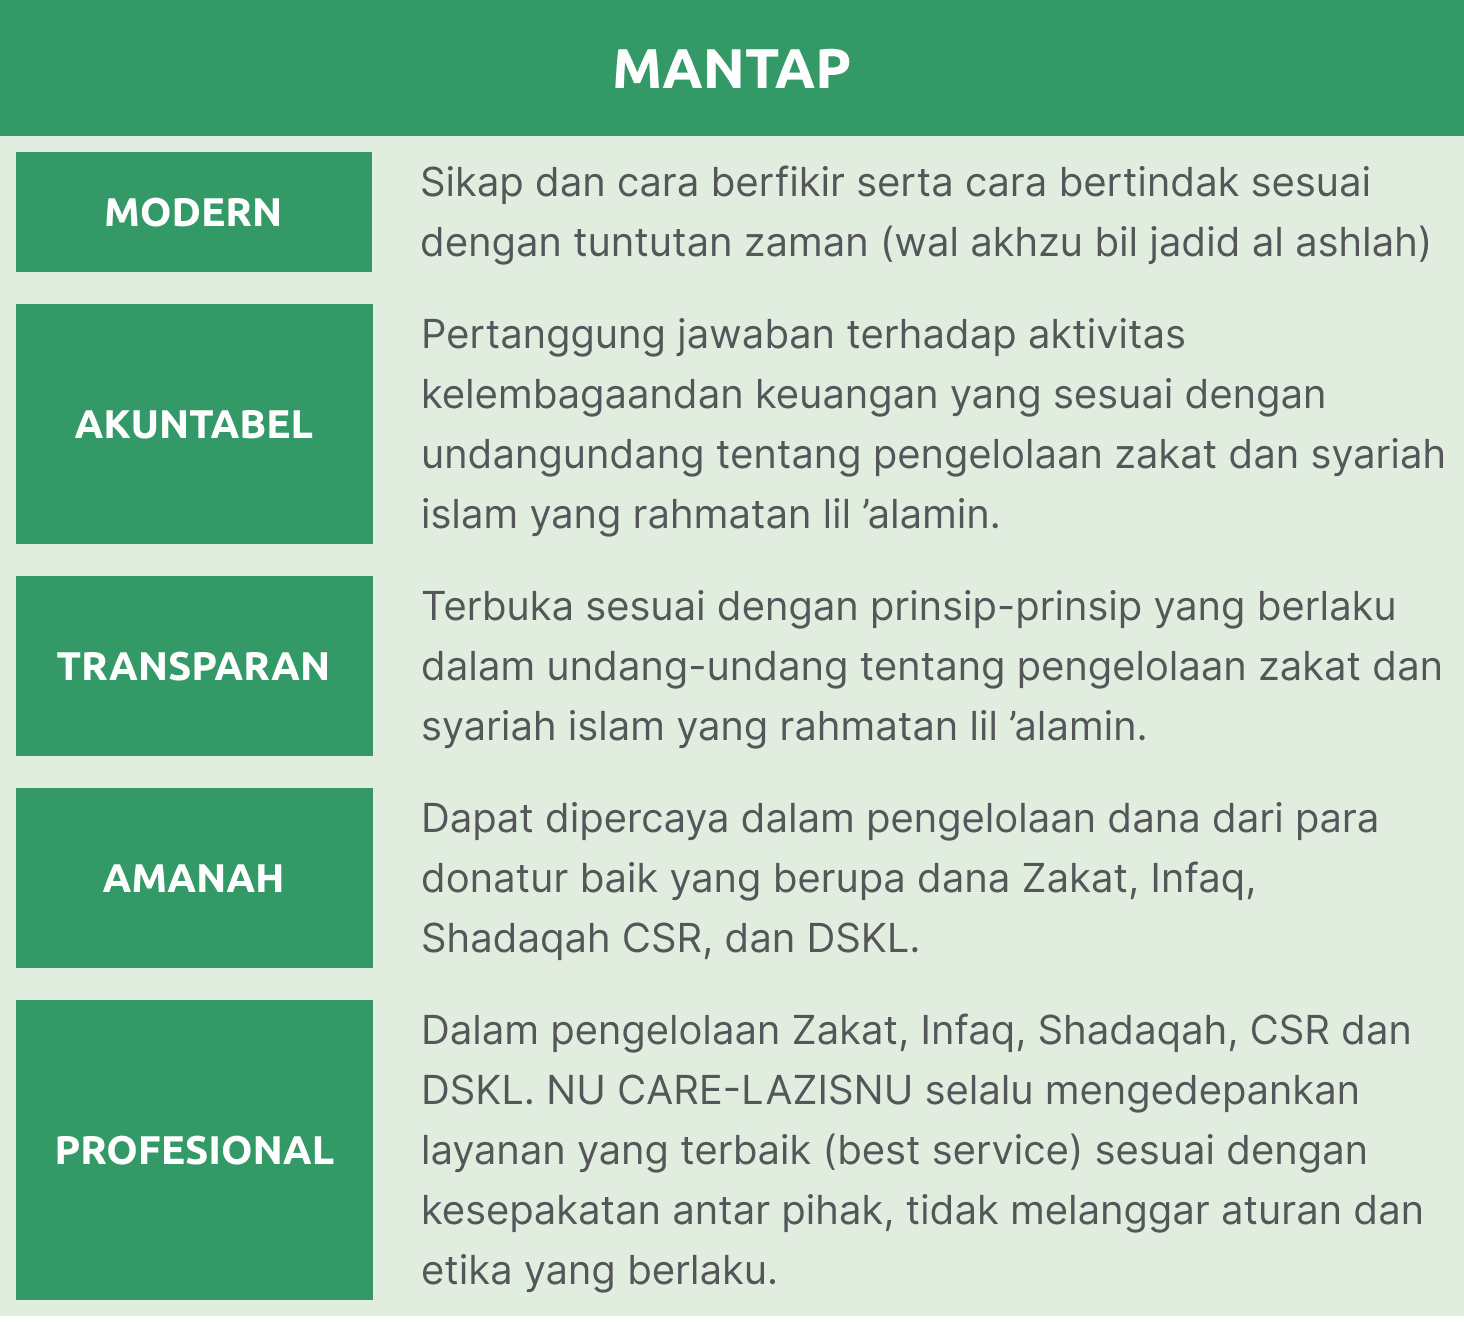 MANTAP
MODERN
Sikap dan cara berfikir serta cara bertindak sesuai
dengan tuntutan zaman (wal akhzu bil jadid al ashlah)
AKUNTABEL
Pertanggung jawaban terhadap aktivitas
kelembagaandan keuangan yang sesuai dengan
undangundang tentang pengelolaan zakat dan syariah
islam yang rahmatan lil ’alamin.
TRANSPARAN
Terbuka sesuai dengan prinsip-prinsip yang berlaku
dalam undang-undang tentang pengelolaan zakat dan
syariah islam yang rahmatan lil ’alamin.
AMANAH
Dapat dipercaya dalam pengelolaan dana dari para
donatur baik yang berupa dana Zakat, Infaq,
Shadaqah CSR, dan DSKL.
PROFESIONAL
Dalam pengelolaan Zakat, Infaq, Shadaqah, CSR dan
DSKL. NU CARE-LAZISNU selalu mengedepankan
layanan yang terbaik (best service) sesuai dengan
kesepakatan antar pihak, tidak melanggar aturan dan
etika yang berlaku.